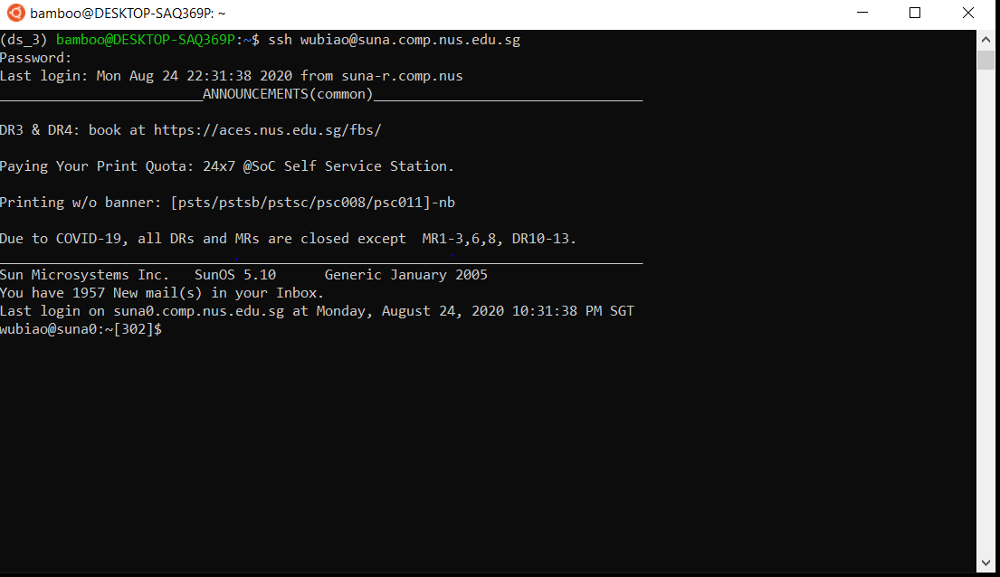 bamboo@DESKTOP-SAQ369P: ~
(ds_3) bamboo@DESKTOP-SAQ369P:~$ ssh wubiao@suna.comp.nus.edu.sg
Password:
Last login: Mon Aug 24 22:31:38 2020 from suna-r.comp.nus
_________________________ANNOUNCEMENTS(common)_________________________________
DR3 & DR4: book at https://aces.nus.edu.sg/fbs/
Paying Your Print Quota: 24x7 @SoC Self Service Station.
Printing w/o banner: [psts/pstsb/pstsc/psc008/psc011]-nb
Due to COVID-19, all DRs and MRs are closed except  MR1-3,6,8, DR10-13.
_______________________________________________________________________________
Sun Microsystems Inc.   SunOS 5.10      Generic January 2005
You have 1957 New mail(s) in your Inbox.
Last login on suna0.comp.nus.edu.sg at Monday, August 24, 2020 10:31:38 PM SGT
wubiao@suna0:~[302]$